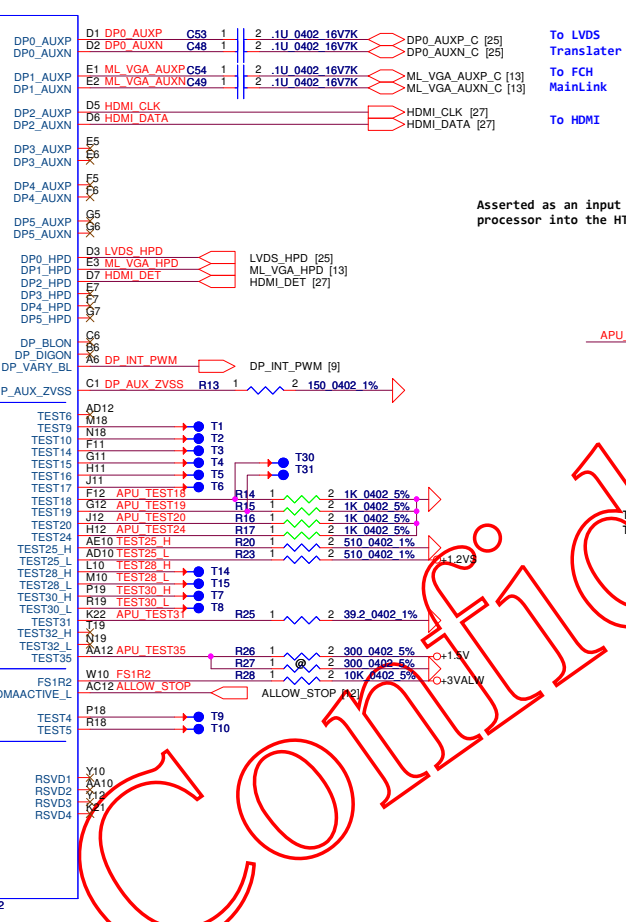 DP0_AUXP D1 DP0_AUXP C53 1 2 .1U_0402_16V7K DP0_AUXP_C [25] To LVDS
DP0_AUXN D2 DP0_AUXN C48 1 2 .1U_0402_16V7K DP0_AUXN_C [25] Translater
DP1_AUXP E1 ML_VGA_AUXP C54 1 2 .1U_0402_16V7K ML_VGA_AUXP_C [13] To FCH
DP1_AUXN E2 ML_VGA_AUXN C49 1 2 .1U_0402_16V7K ML_VGA_AUXN_C [13] MainLink
DP2_AUXP D5 HDMI_CLK HDMI_CLK [27]
DP2_AUXN D6 HDMI_DATA HDMI_DATA [27] To HDMI
DP3_AUXP E5
DP3_AUXN E6
DP4_AUXP F5
DP4_AUXN F6
DP5_AUXP G5
DP5_AUXN G6
Asserted as an input
processor into the HT
DP0_HPD D3 LVDS_HPD LVDS_HPD [25]
DP1_HPD E3 ML_VGA_HPD ML_VGA_HPD [13]
DP2_HPD D7 HDMI_DET HDMI_DET [27]
DP3_HPD E7
DP4_HPD F7
DP5_HPD G7
APU_
DP_BLON C6
DP_DIGON B6
DP_VARY_BL A6 DP_INT_PWM DP_INT_PWM [9]
P_AUX_ZVSS C1 DP_AUX_ZVSS R13 1 2 150_0402_1%
TEST6 AD12
TEST9 M18 T1
TEST10 N18 T2
TEST14 F11 T3
TEST15 G11 T4
TEST16 H11 T5
TEST17 J11 T6
T30
T31
TEST18 F12 APU_TEST18 R14 1 2 1K_0402_5%
TEST19 G12 APU_TEST19 R15 1 2 1K_0402_5%
TEST20 J12 APU_TEST20 R16 1 2 1K_0402_5%
TEST24 H12 APU_TEST24 R17 1 2 1K_0402_5%
TEST25_H AE10 TEST25_H R20 1 2 510_0402_1%
TEST25_L AD10 TEST25_L R23 1 2 510_0402_1% +1.2VS
TEST28_H L10 TEST28_H T14
TEST28_L M10 TEST28_L T15
TEST30_H P19 TEST30_H T7
TEST30_L R19 TEST30_L T8
TEST31 K22 APU_TEST31 R25 1 2 39.2_0402_1%
TEST32_H T19
TEST32_L N19
TEST35 AA12 APU_TEST35 R26 1 2 300_0402_5% +1.5V
R27 1 @ 2 300_0402_5%
FS1R2 W10 FS1R2 R28 1 2 10K_0402_5% +3VALW
DMAACTIVE_L AC12 ALLOW_STOP ALLOW_STOP [12]
TEST4 P18 T9
TEST5 R18 T10
RSVD1 Y10
RSVD2 AA10
RSVD3 Y12
RSVD4 K21
2
Confid